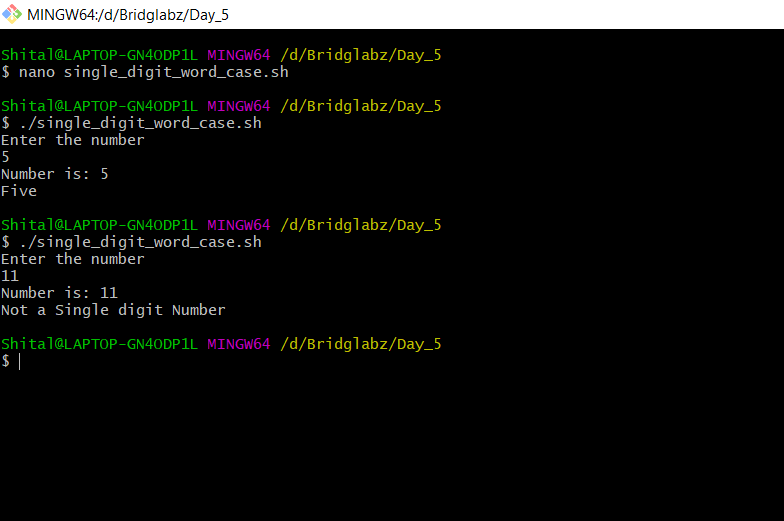 MINGW64:/d/Bridglabz/Day_5
Shital@LAPTOP-GN4ODP1L MINGW64 /d/Bridglabz/Day_5
$ nano single_digit_word_case.sh
Shital@LAPTOP-GN4ODP1L MINGW64 /d/Bridglabz/Day_5
$ ./single_digit_word_case.sh
Enter the number
5
Number is: 5
Five
Shital@LAPTOP-GN4ODP1L MINGW64 /d/Bridglabz/Day_5
$ ./single_digit_word_case.sh
Enter the number
11
Number is: 11
Not a Single digit Number
Shital@LAPTOP-GN4ODP1L MINGW64 /d/Bridglabz/Day_5
$